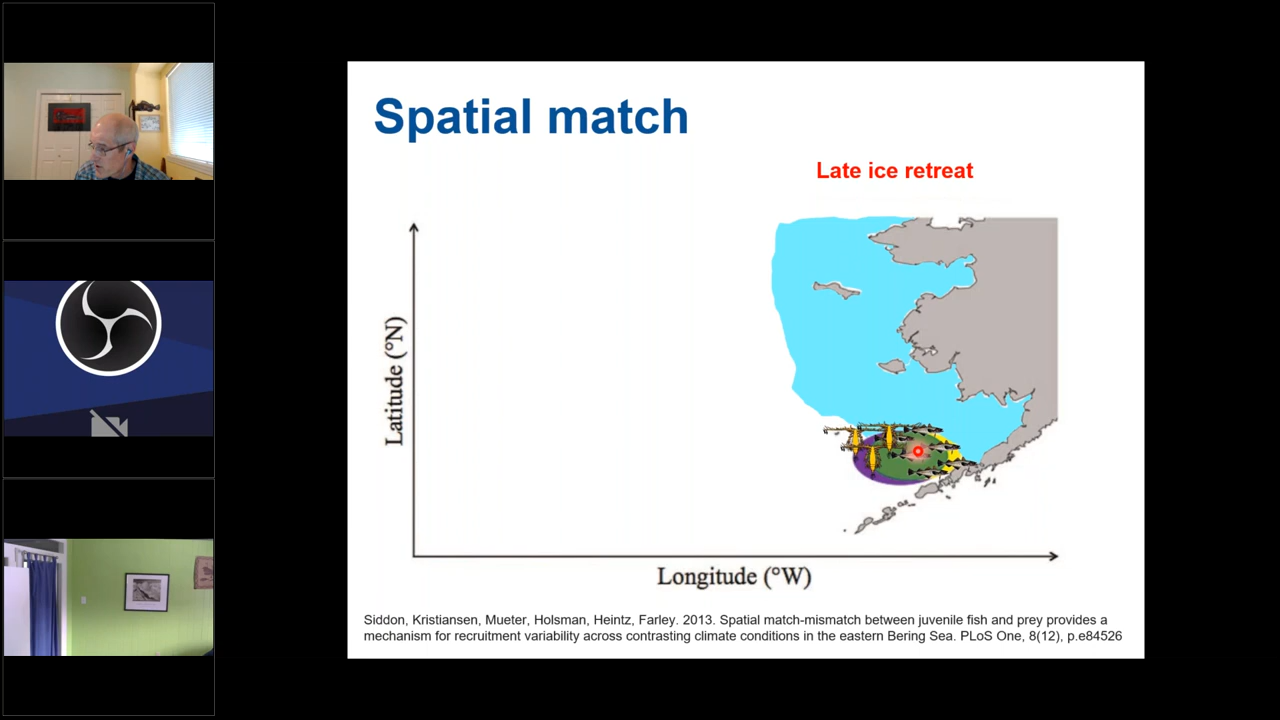 Spatial match
Late ice retreat
Latitude (°N)
Longitude (°W)
Siddon, Kristiansen, Mueter, Holsman, Heintz, Farley. 2013. Spatial match-mismatch between juvenile fish and prey provides a
mechanism for recruitment variability across contrasting climate conditions in the eastern Bering Sea. PLoS One, 8(12), p.e84526